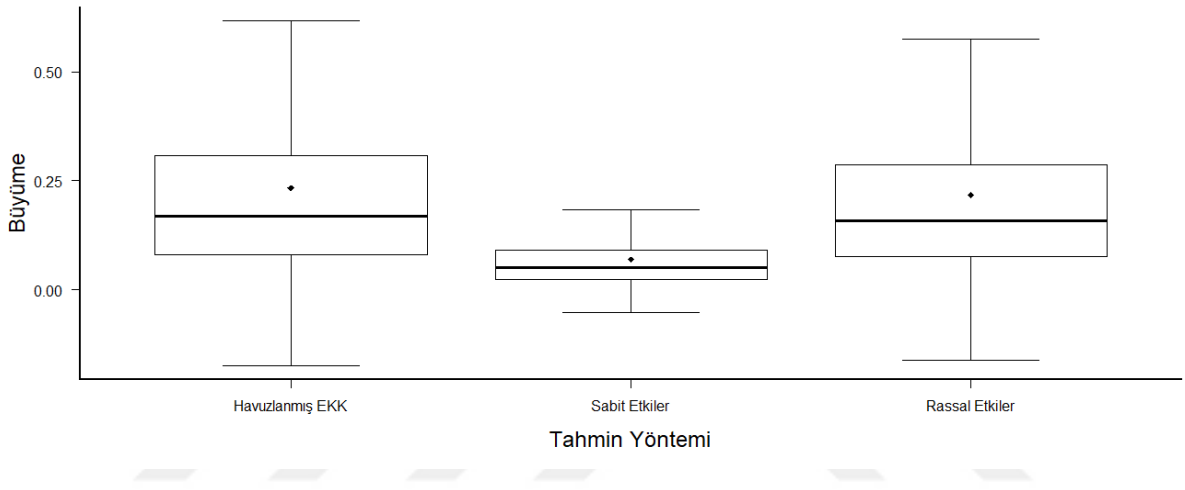 Büyüme
0.50
0.25
0.00
Havuzlanmış EKK
Sabit Etkiler
Rassal Etkiler
Tahmin Yöntemi